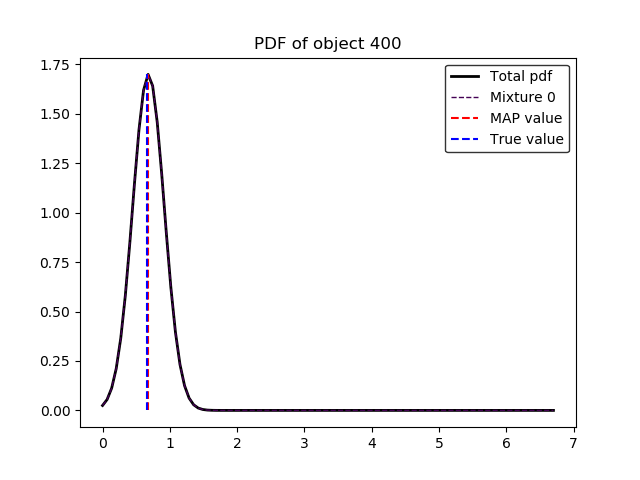 PDF of object 400
Total pdf
Mixture 0
MAP value
True value
1.75
1.50
1.25
1.00
0.75
0.50
0.25
0.00
0 1 2 3 4 5 6 7